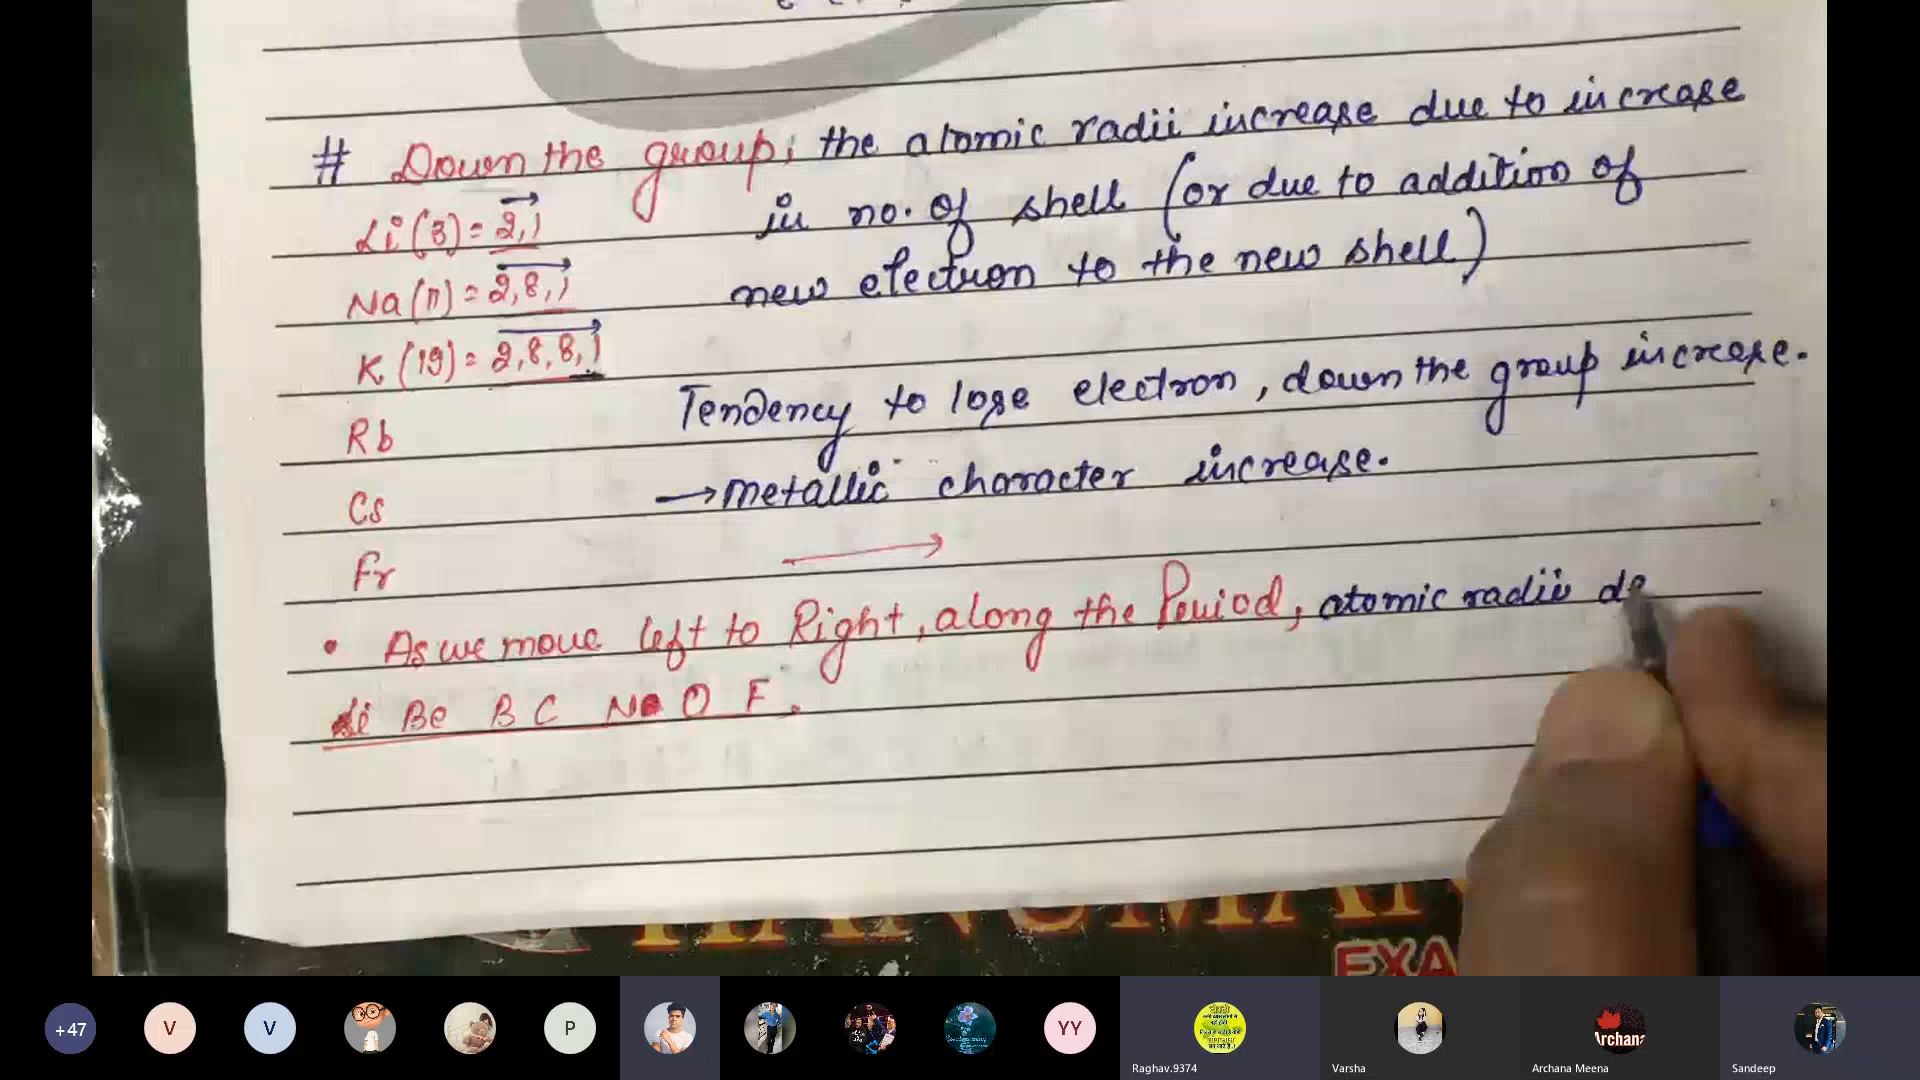 # Down the group; the atomic radii increase due to increase
in no. of shell (or due to addition of
new electron to the new shell)
Li (3) = 2,1
Na (11) = 2,8,1
K (19) = 2,8,8,1
Rb
Cs
Fr
Tendency to lose electron, down the group increase.
→ metallic character increase.
• As we move left to Right, along the Period, atomic radii de
Li Be B C N O F.
EXA
+47
V
V
P
YY
Raghav.9374
Varsha
Archana
Archana Meena
Sandeep